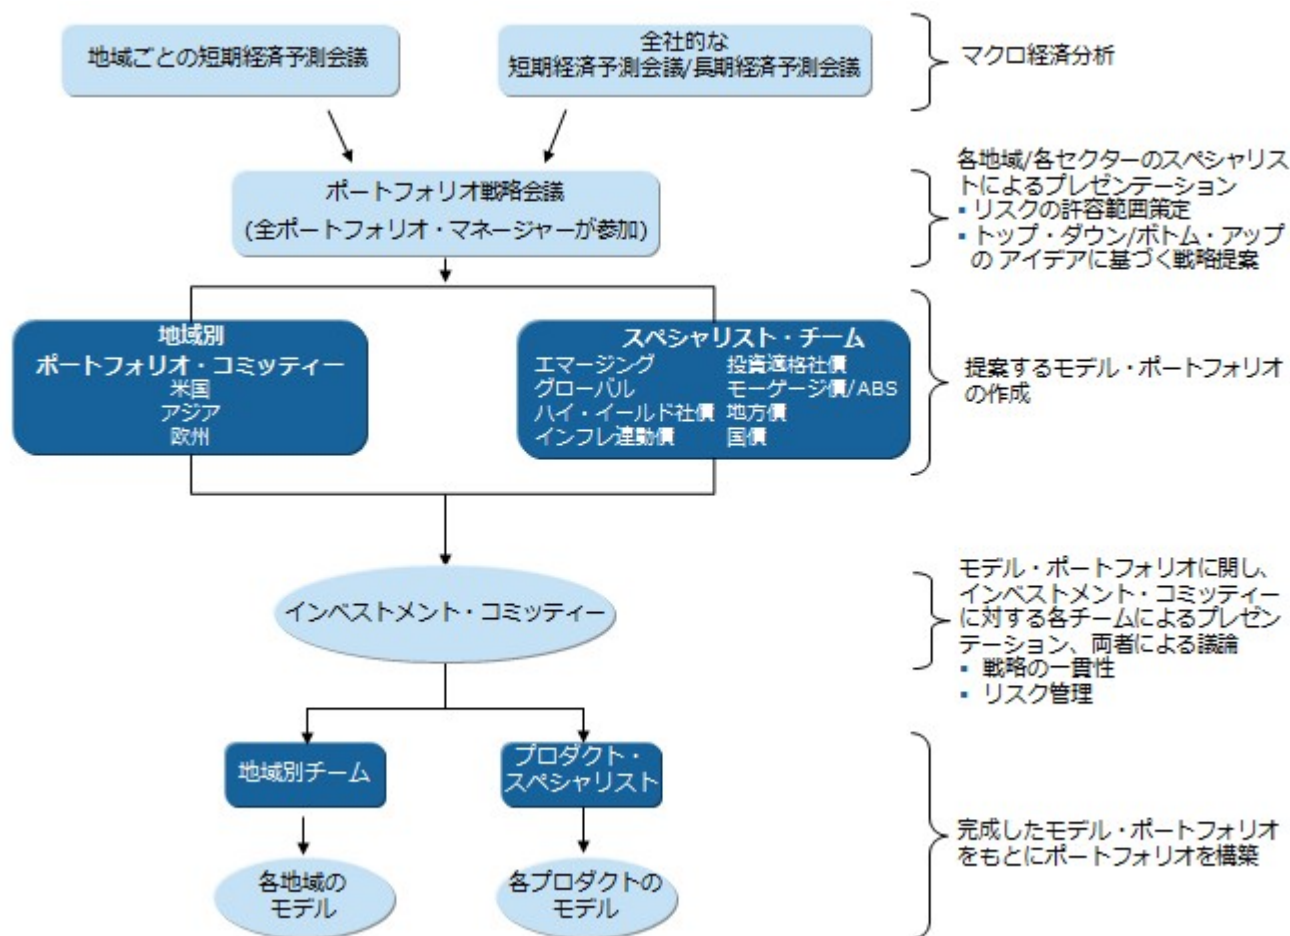 地域ごとの短期経済予測会議
全社的な
短期経済予測会議/長期経済予測会議
マクロ経済分析
ポートフォリオ戦略会議
(全ポートフォリオ・マネージャーが参加)
各地域/各セクターのスペシャリス
トによるプレゼンテーション
▪ リスクの許容範囲策定
▪ トップ・ダウン/ボトム・アップ
の アイデアに基づく戦略提案
地域別
ポートフォリオ・コミッティー
米国
アジア
欧州
スペシャリスト・チーム
エマージング 投資適格社債
グローバル モーゲージ債/ABS
ハイ・イールド社債 地方債
インフレ連動債 国債
提案するモデル・ポートフォリオ
の作成
インベストメント・コミッティー
モデル・ポートフォリオに関し、
インベストメント・コミッティー
に対する各チームによるプレゼン
テーション、両者による議論
▪ 戦略の一貫性
▪ リスク管理
地域別チーム
プロダクト・
スペシャリスト
各地域の
モデル
各プロダクトの
モデル
完成したモデル・ポートフォリオ
をもとにポートフォリオを構築